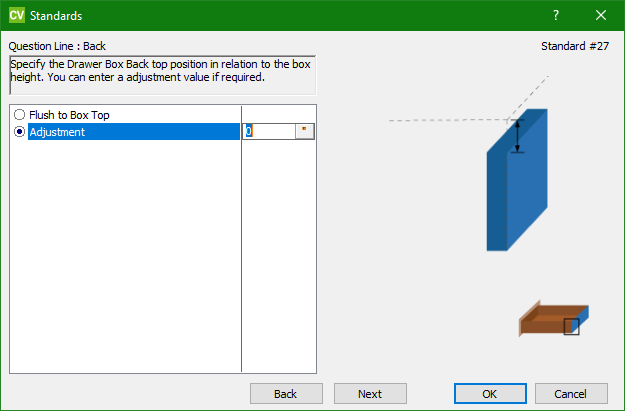 CV Standards ?
Question Line : Back
Standard #27
Specify the Drawer Box Back top position in relation to the box
height. You can enter a adjustment value if required.
Flush to Box Top
Adjustment 0 "
Back Next OK Cancel